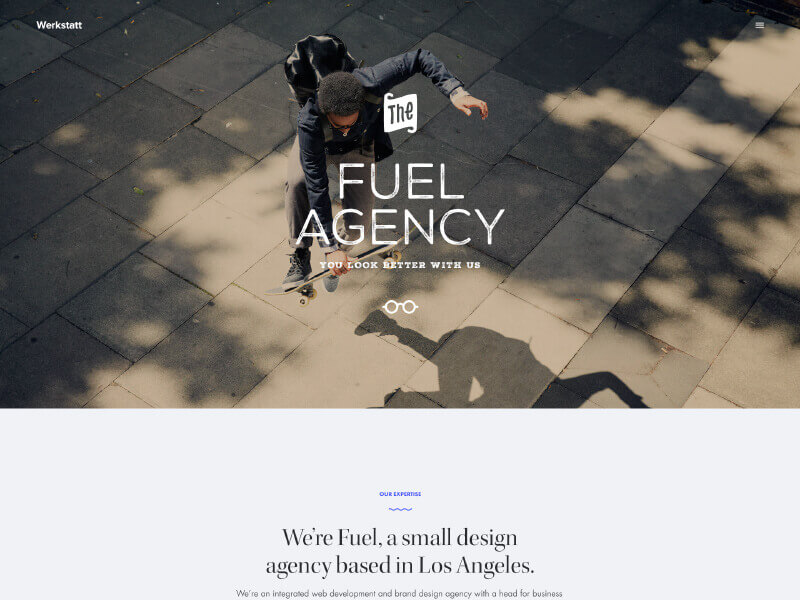 Werkstatt
The
FUEL
AGENCY
YOU LOOK BETTER WITH US
OUR EXPERTISE
We're Fuel, a small design
agency based in Los Angeles.
We're an integrated web development and brand design agency with a head for business